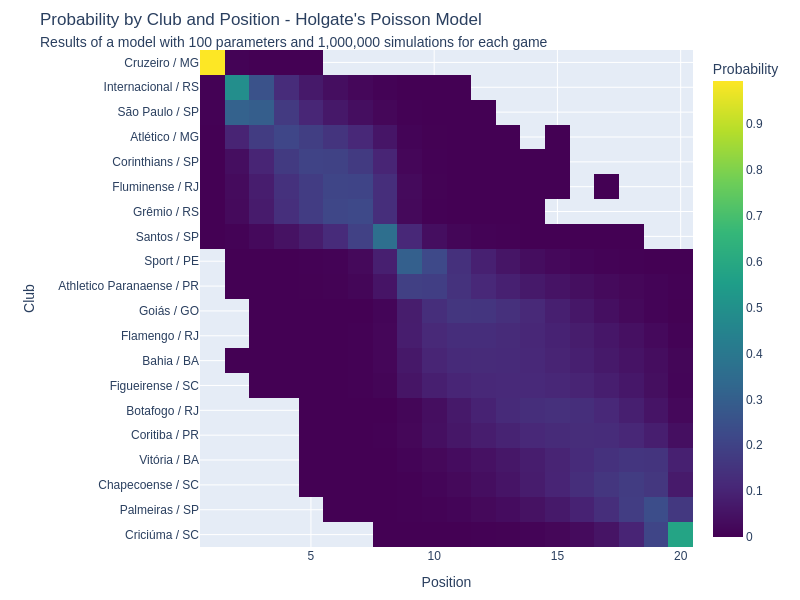 Probability by Club and Position - Holgate's Poisson Model
Results of a model with 100 parameters and 1,000,000 simulations for each game
Probability
Cruzeiro / MG
Internacional / RS
São Paulo / SP
Atlético / MG
Corinthians / SP
Fluminense / RJ
Grêmio / RS
Santos / SP
Sport / PE
Athletico Paranaense / PR
Goiás / GO
Flamengo / RJ
Bahia / BA
Figueirense / SC
Botafogo / RJ
Coritiba / PR
Vitória / BA
Chapecoense / SC
Palmeiras / SP
Criciúma / SC
Club
5
10
15
20
Position
0.9
0.8
0.7
0.6
0.5
0.4
0.3
0.2
0.1
0